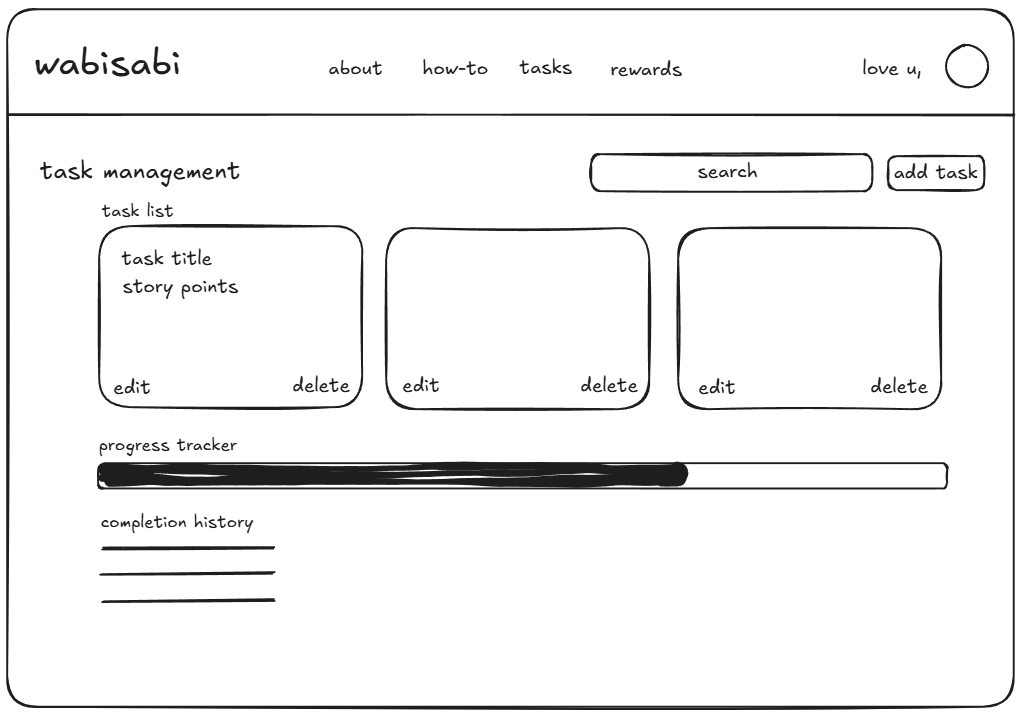 wabisabi
about how-to tasks rewards
love u,
task management
search
add task
task list
task title
story points
edit delete
edit delete
edit delete
progress tracker
completion history